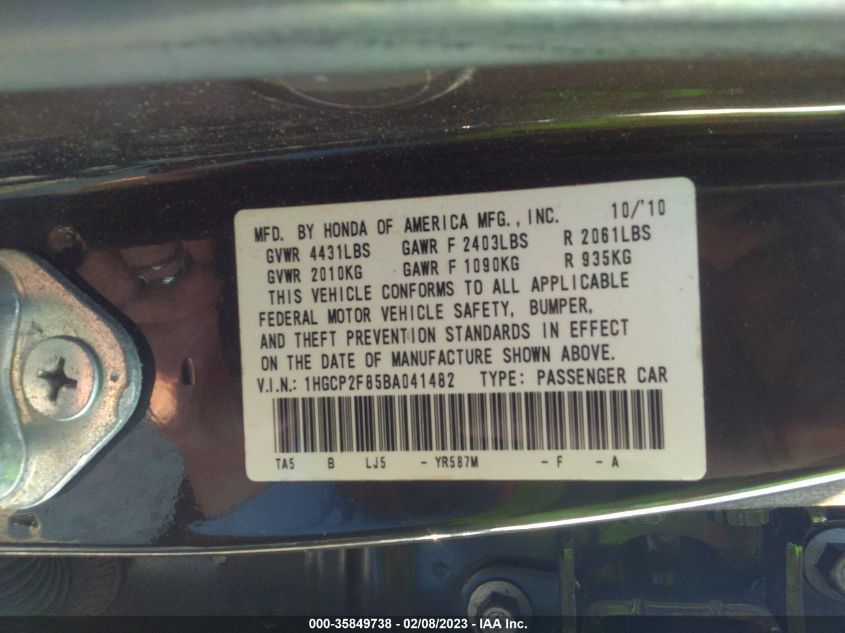 MFD. BY HONDA OF AMERICA MFG., INC. 10/'10
GVWR 4431LBS GAWR F 2403LBS R 2061LBS
GVWR 2010KG GAWR F 1090KG R 935KG
THIS VEHICLE CONFORMS TO ALL APPLICABLE
FEDERAL MOTOR VEHICLE SAFETY, BUMPER,
AND THEFT PREVENTION STANDARDS IN EFFECT
ON THE DATE OF MANUFACTURE SHOWN ABOVE.
V.I.N.: 1HGCP2F85BA041482 TYPE: PASSENGER CAR
TA5 B LJ5 - YR587M - F - A
000-35849738 - 02/08/2023 - IAA Inc.